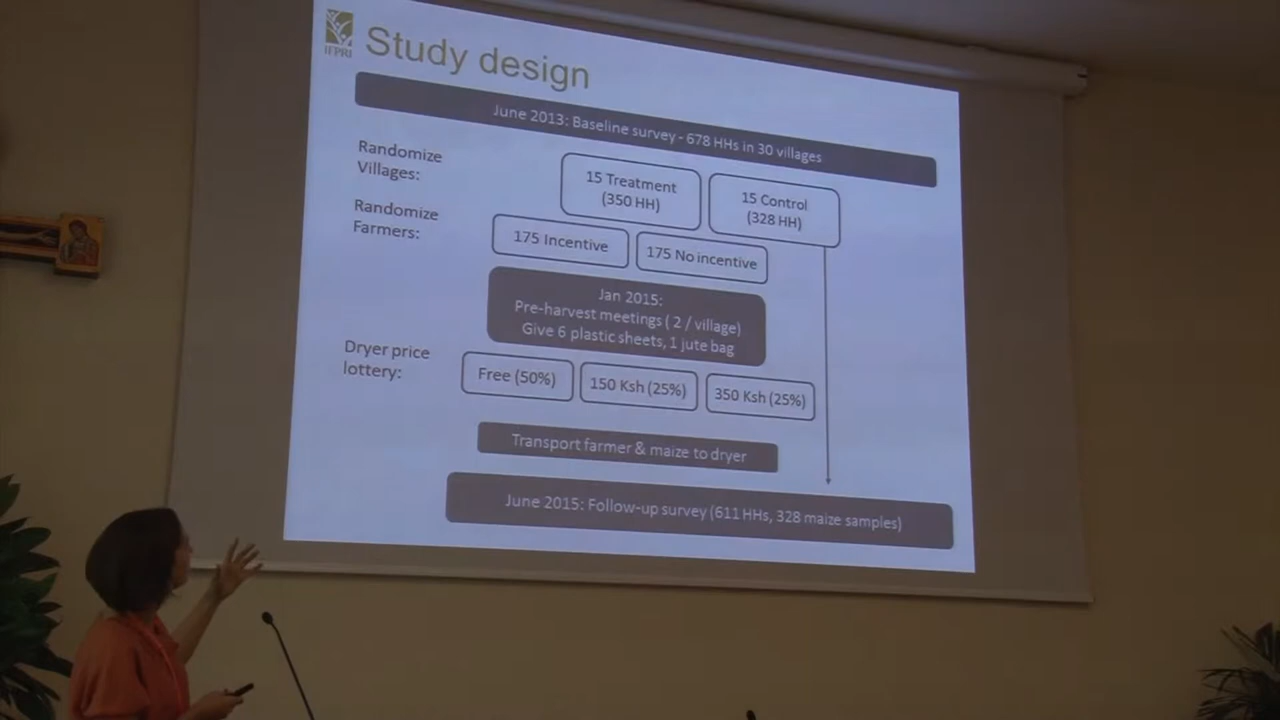 IFPRI
Study design
June 2013: Baseline survey - 678 HHs in 30 villages
Randomize
Villages:
15 Treatment
(350 HH)
15 Control
(328 HH)
Randomize
Farmers:
175 Incentive
175 No incentive
Jan 2015:
Pre-harvest meetings ( 2 / village)
Give 6 plastic sheets, 1 jute bag
Dryer price
lottery:
Free (50%)
150 Ksh (25%)
350 Ksh (25%)
Transport farmer & maize to dryer
June 2015: Follow-up survey (611 HHs, 328 maize samples)